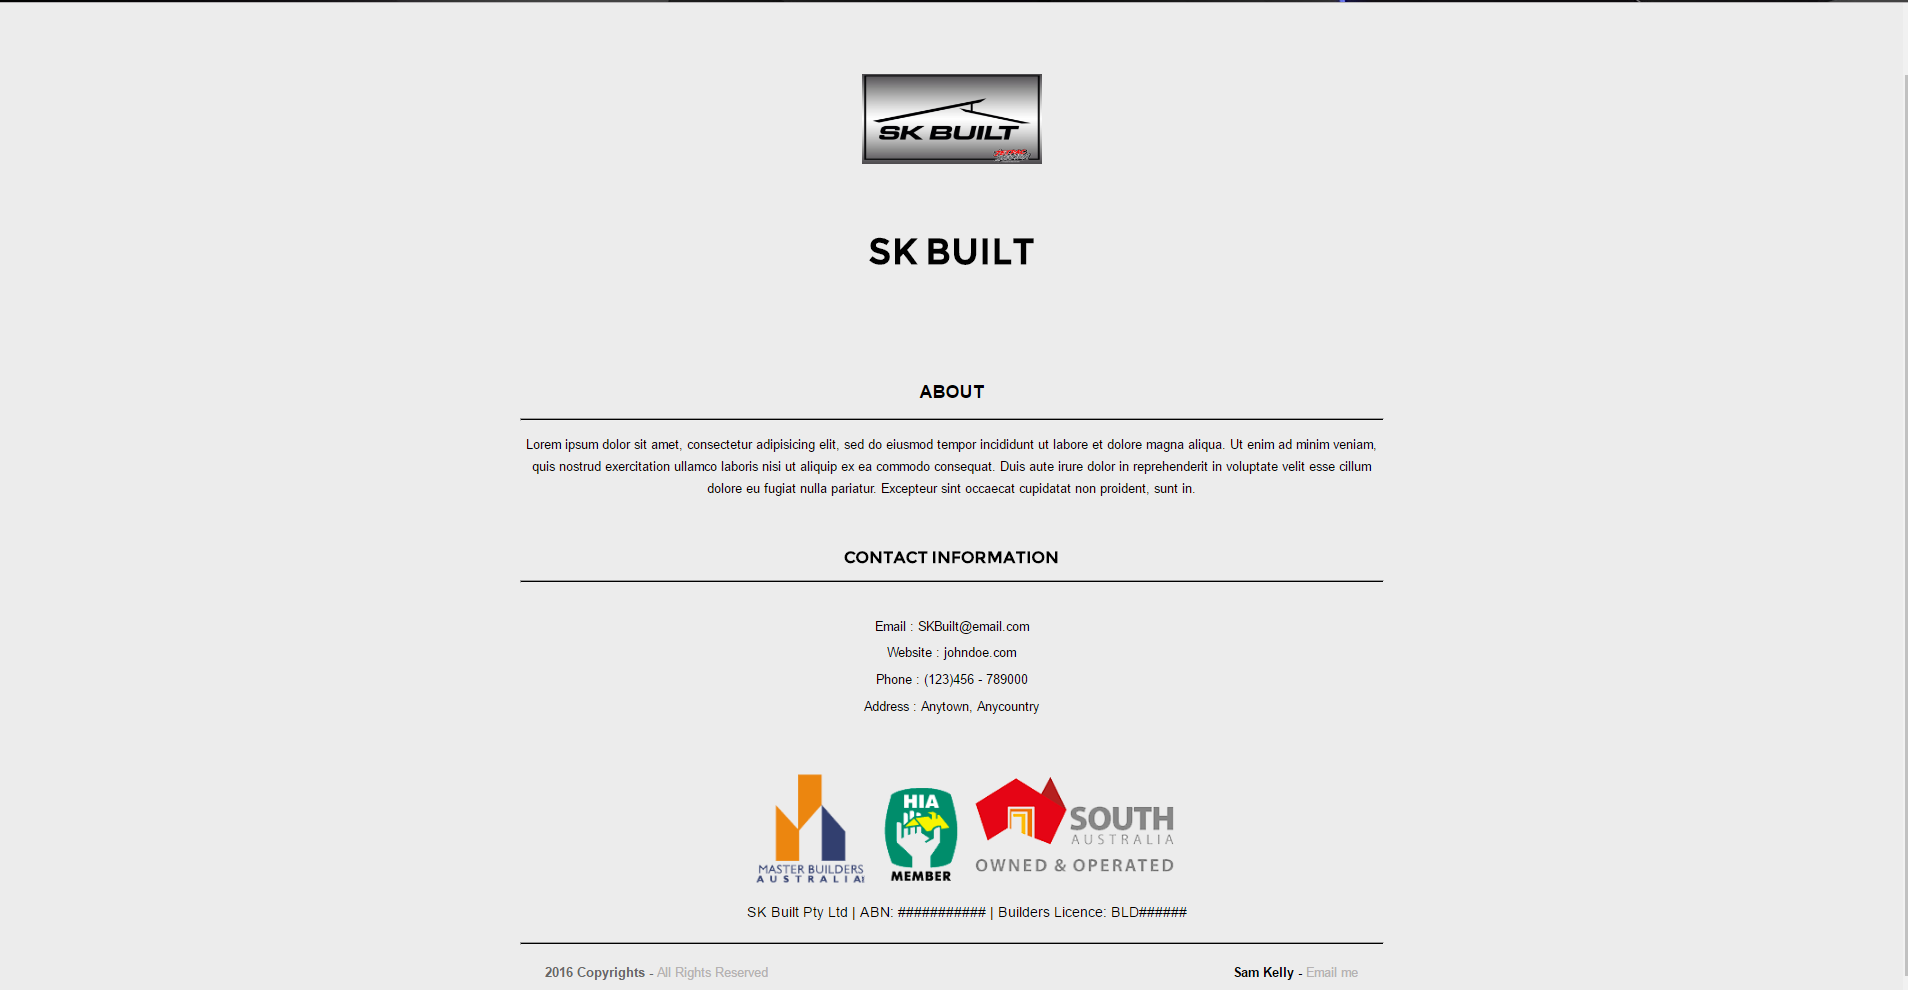 SK BUILT
SK BUILT
ABOUT
Lorem ipsum dolor sit amet, consectetur adipisicing elit, sed do eiusmod tempor incididunt ut labore et dolore magna aliqua. Ut enim ad minim veniam,
quis nostrud exercitation ullamco laboris nisi ut aliquip ex ea commodo consequat. Duis aute irure dolor in reprehenderit in voluptate velit esse cillum
dolore eu fugiat nulla pariatur. Excepteur sint occaecat cupidatat non proident, sunt in.
CONTACT INFORMATION
Email : SKBuilt@email.com
Website : johndoe.com
Phone : (123)456 - 789000
Address : Anytown, Anycountry
MASTER BUILDERS
AUSTRALIA
HIA
MEMBER
SOUTH
AUSTRALIA
OWNED & OPERATED
SK Built Pty Ltd | ABN: ########### | Builders Licence: BLD######
2016 Copyrights - All Rights Reserved
Sam Kelly - Email me